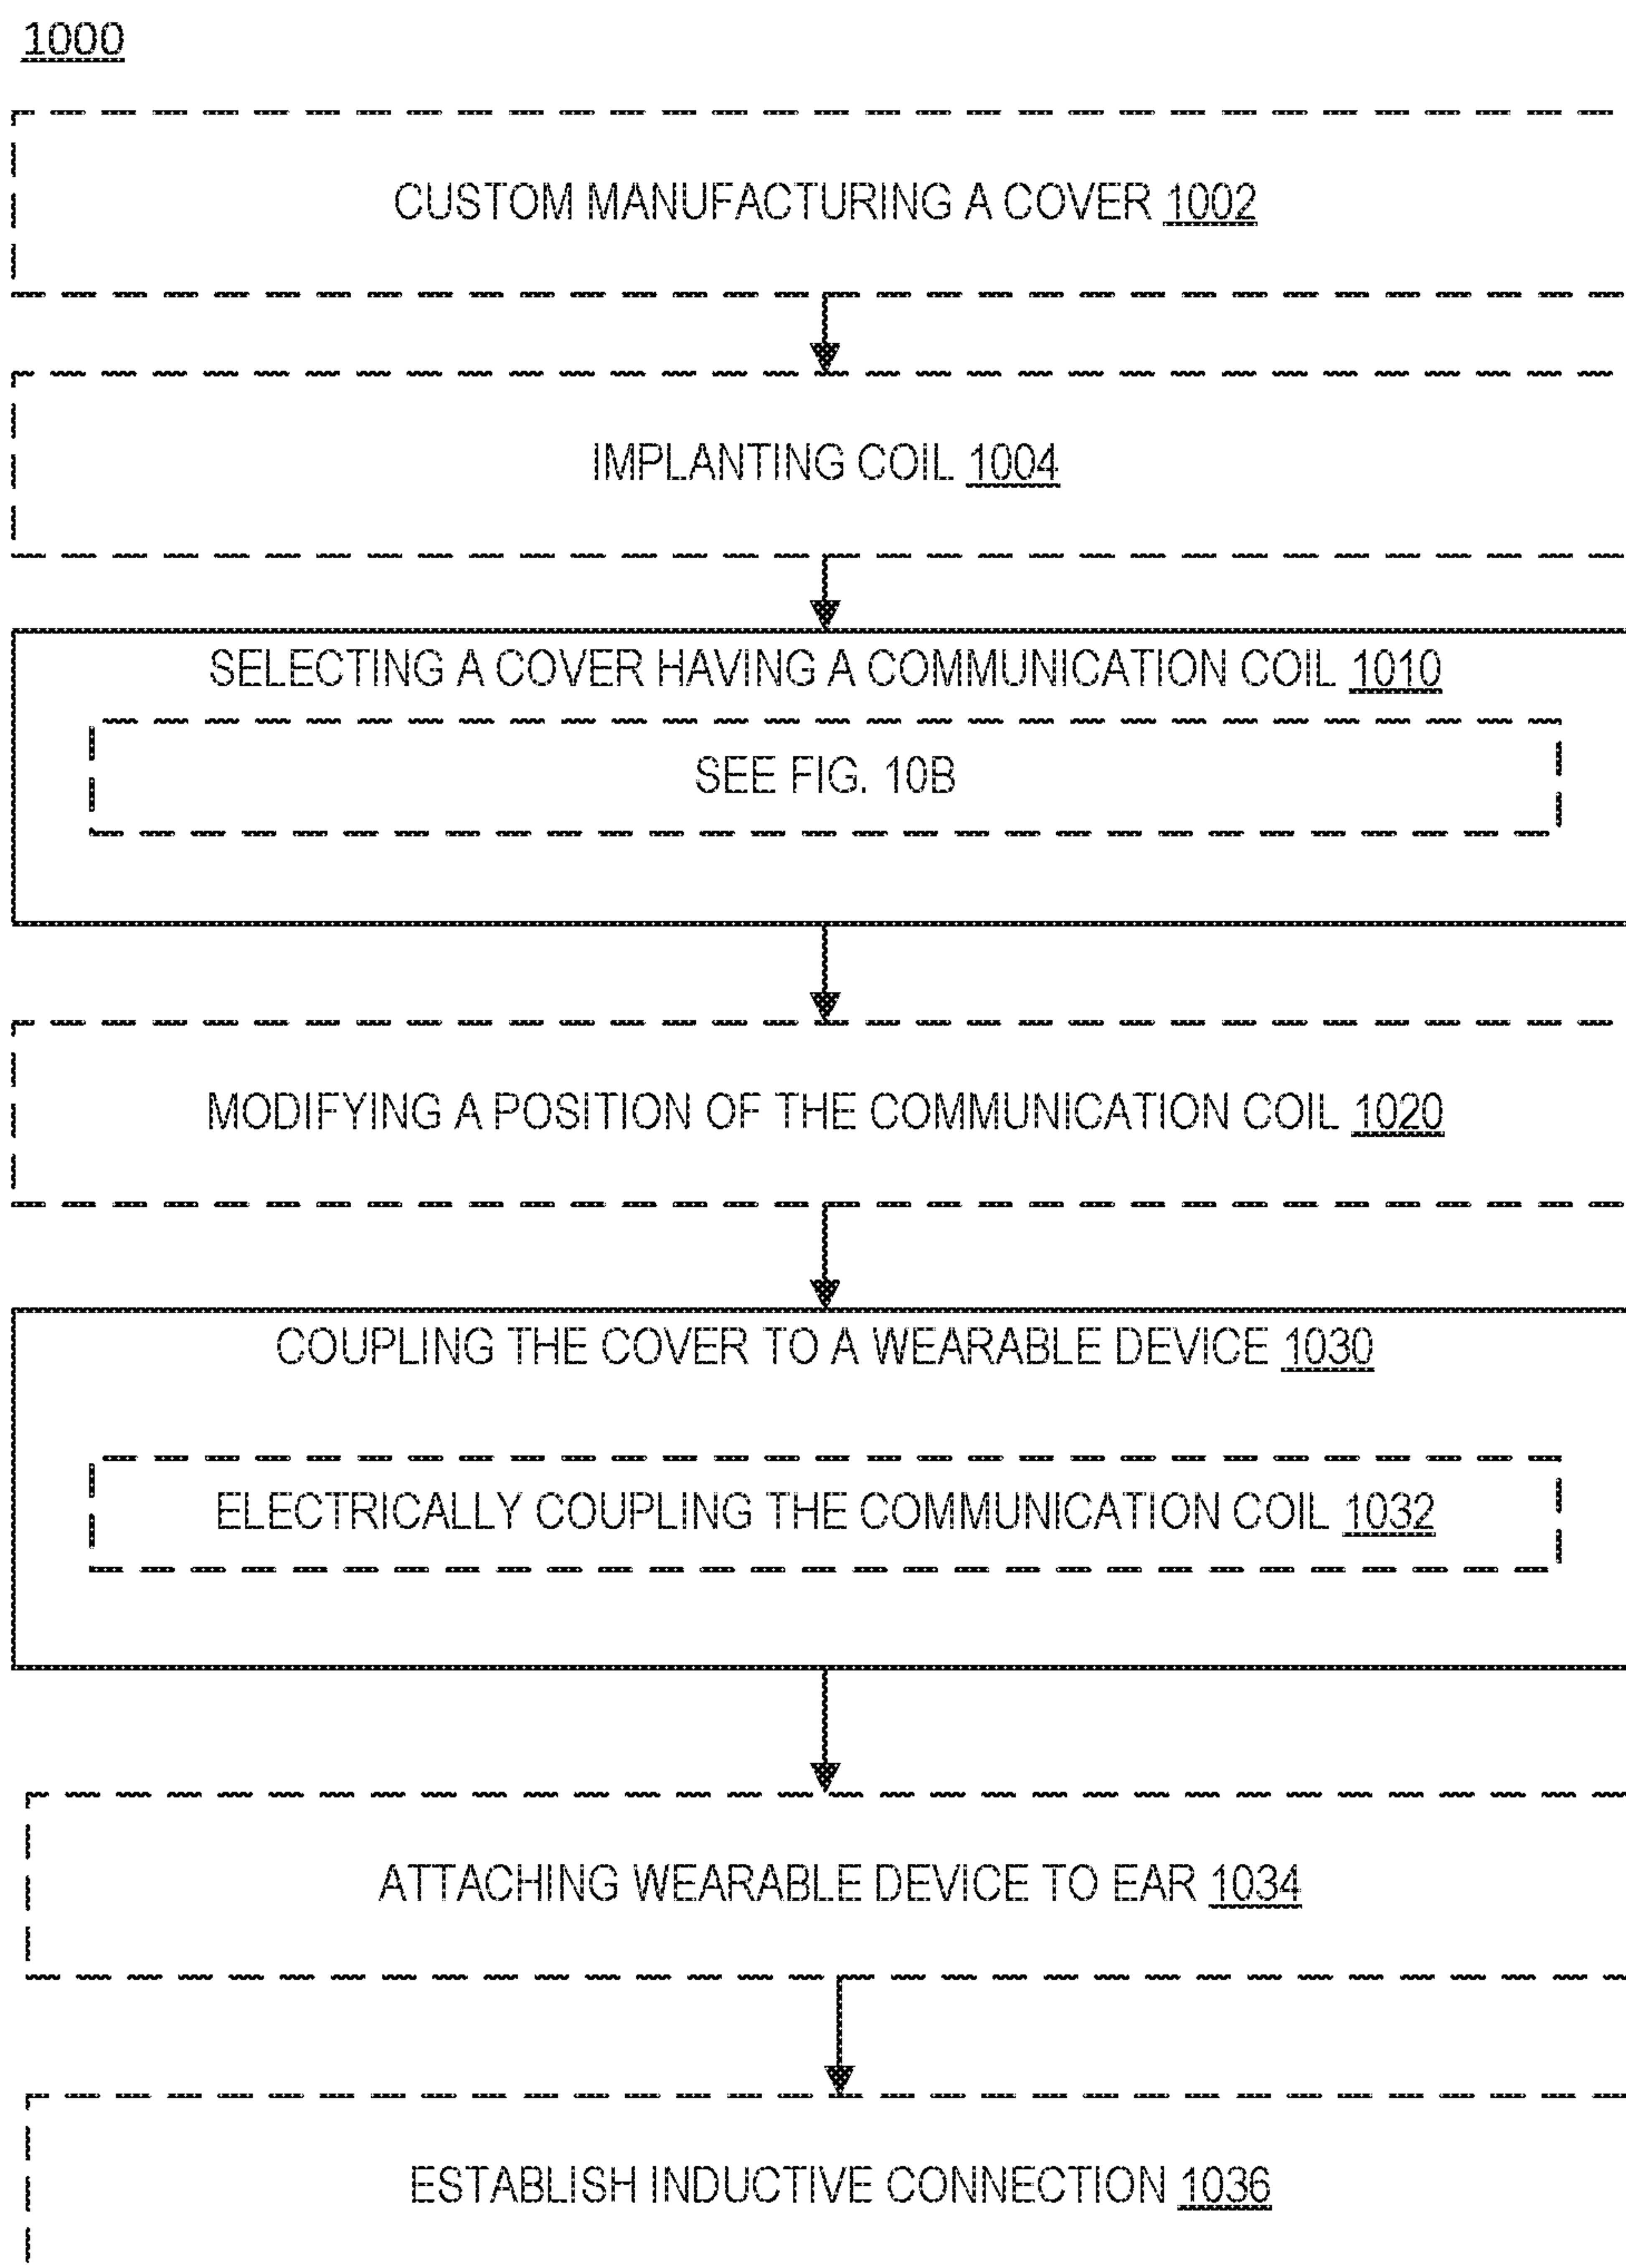 1000
CUSTOM MANUFACTURING A COVER 1002
IMPLANTING COIL 1004
SELECTING A COVER HAVING A COMMUNICATION COIL 1010
SEE FIG. 10B
MODIFYING A POSITION OF THE COMMUNICATION COIL 1020
COUPLING THE COVER TO A WEARABLE DEVICE 1030
ELECTRICALLY COUPLING THE COMMUNICATION COIL 1032
ATTACHING WEARABLE DEVICE TO EAR 1034
ESTABLISH INDUCTIVE CONNECTION 1036